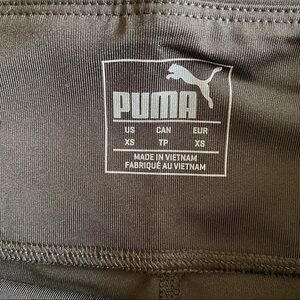 PUMA
US CAN EUR
XS TP XS
MADE IN VIETNAM
FABRIQUÉ AU VIETNAM